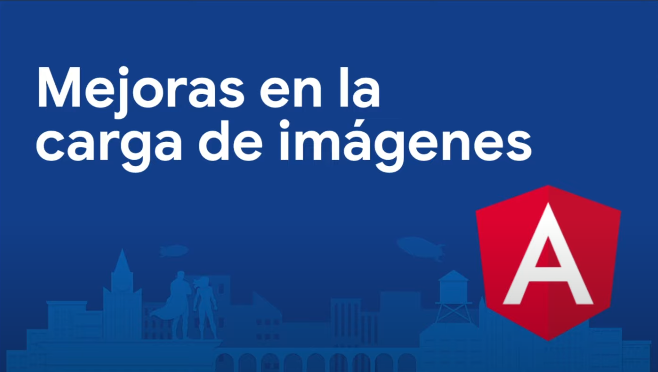 Mejoras en la
carga de imágenes
A